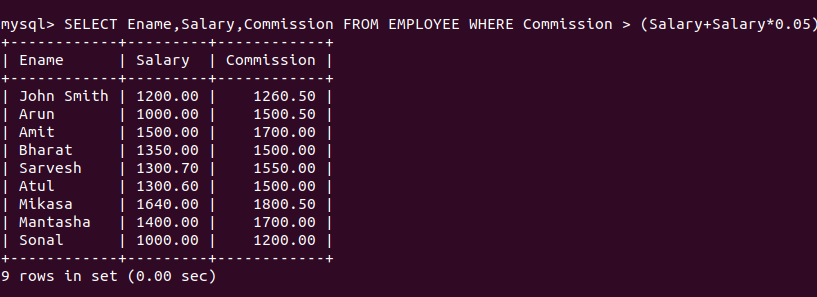 mysql> SELECT Ename,Salary,Commission FROM EMPLOYEE WHERE Commission > (Salary+Salary*0.05)
+------------+---------+------------+
| Ename      | Salary  | Commission |
+------------+---------+------------+
| John Smith | 1200.00 |    1260.50 |
| Arun       | 1000.00 |    1500.50 |
| Amit       | 1500.00 |    1700.00 |
| Bharat     | 1350.00 |    1500.00 |
| Sarvesh    | 1300.70 |    1550.00 |
| Atul       | 1300.60 |    1500.00 |
| Mikasa     | 1640.00 |    1800.50 |
| Mantasha   | 1400.00 |    1700.00 |
| Sonal      | 1000.00 |    1200.00 |
+------------+---------+------------+
9 rows in set (0.00 sec)